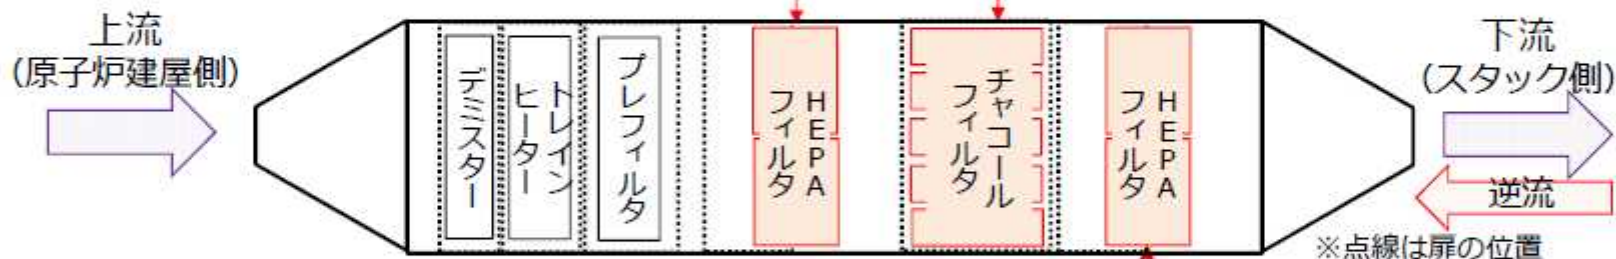 上流
（原子炉建屋側）
デミスター
トレイン
ヒーター
プレフィルタ
HEPA
フィルタ
チャコール
フィルタ
HEPA
フィルタ
下流
（スタック側）
逆流
※点線は扉の位置